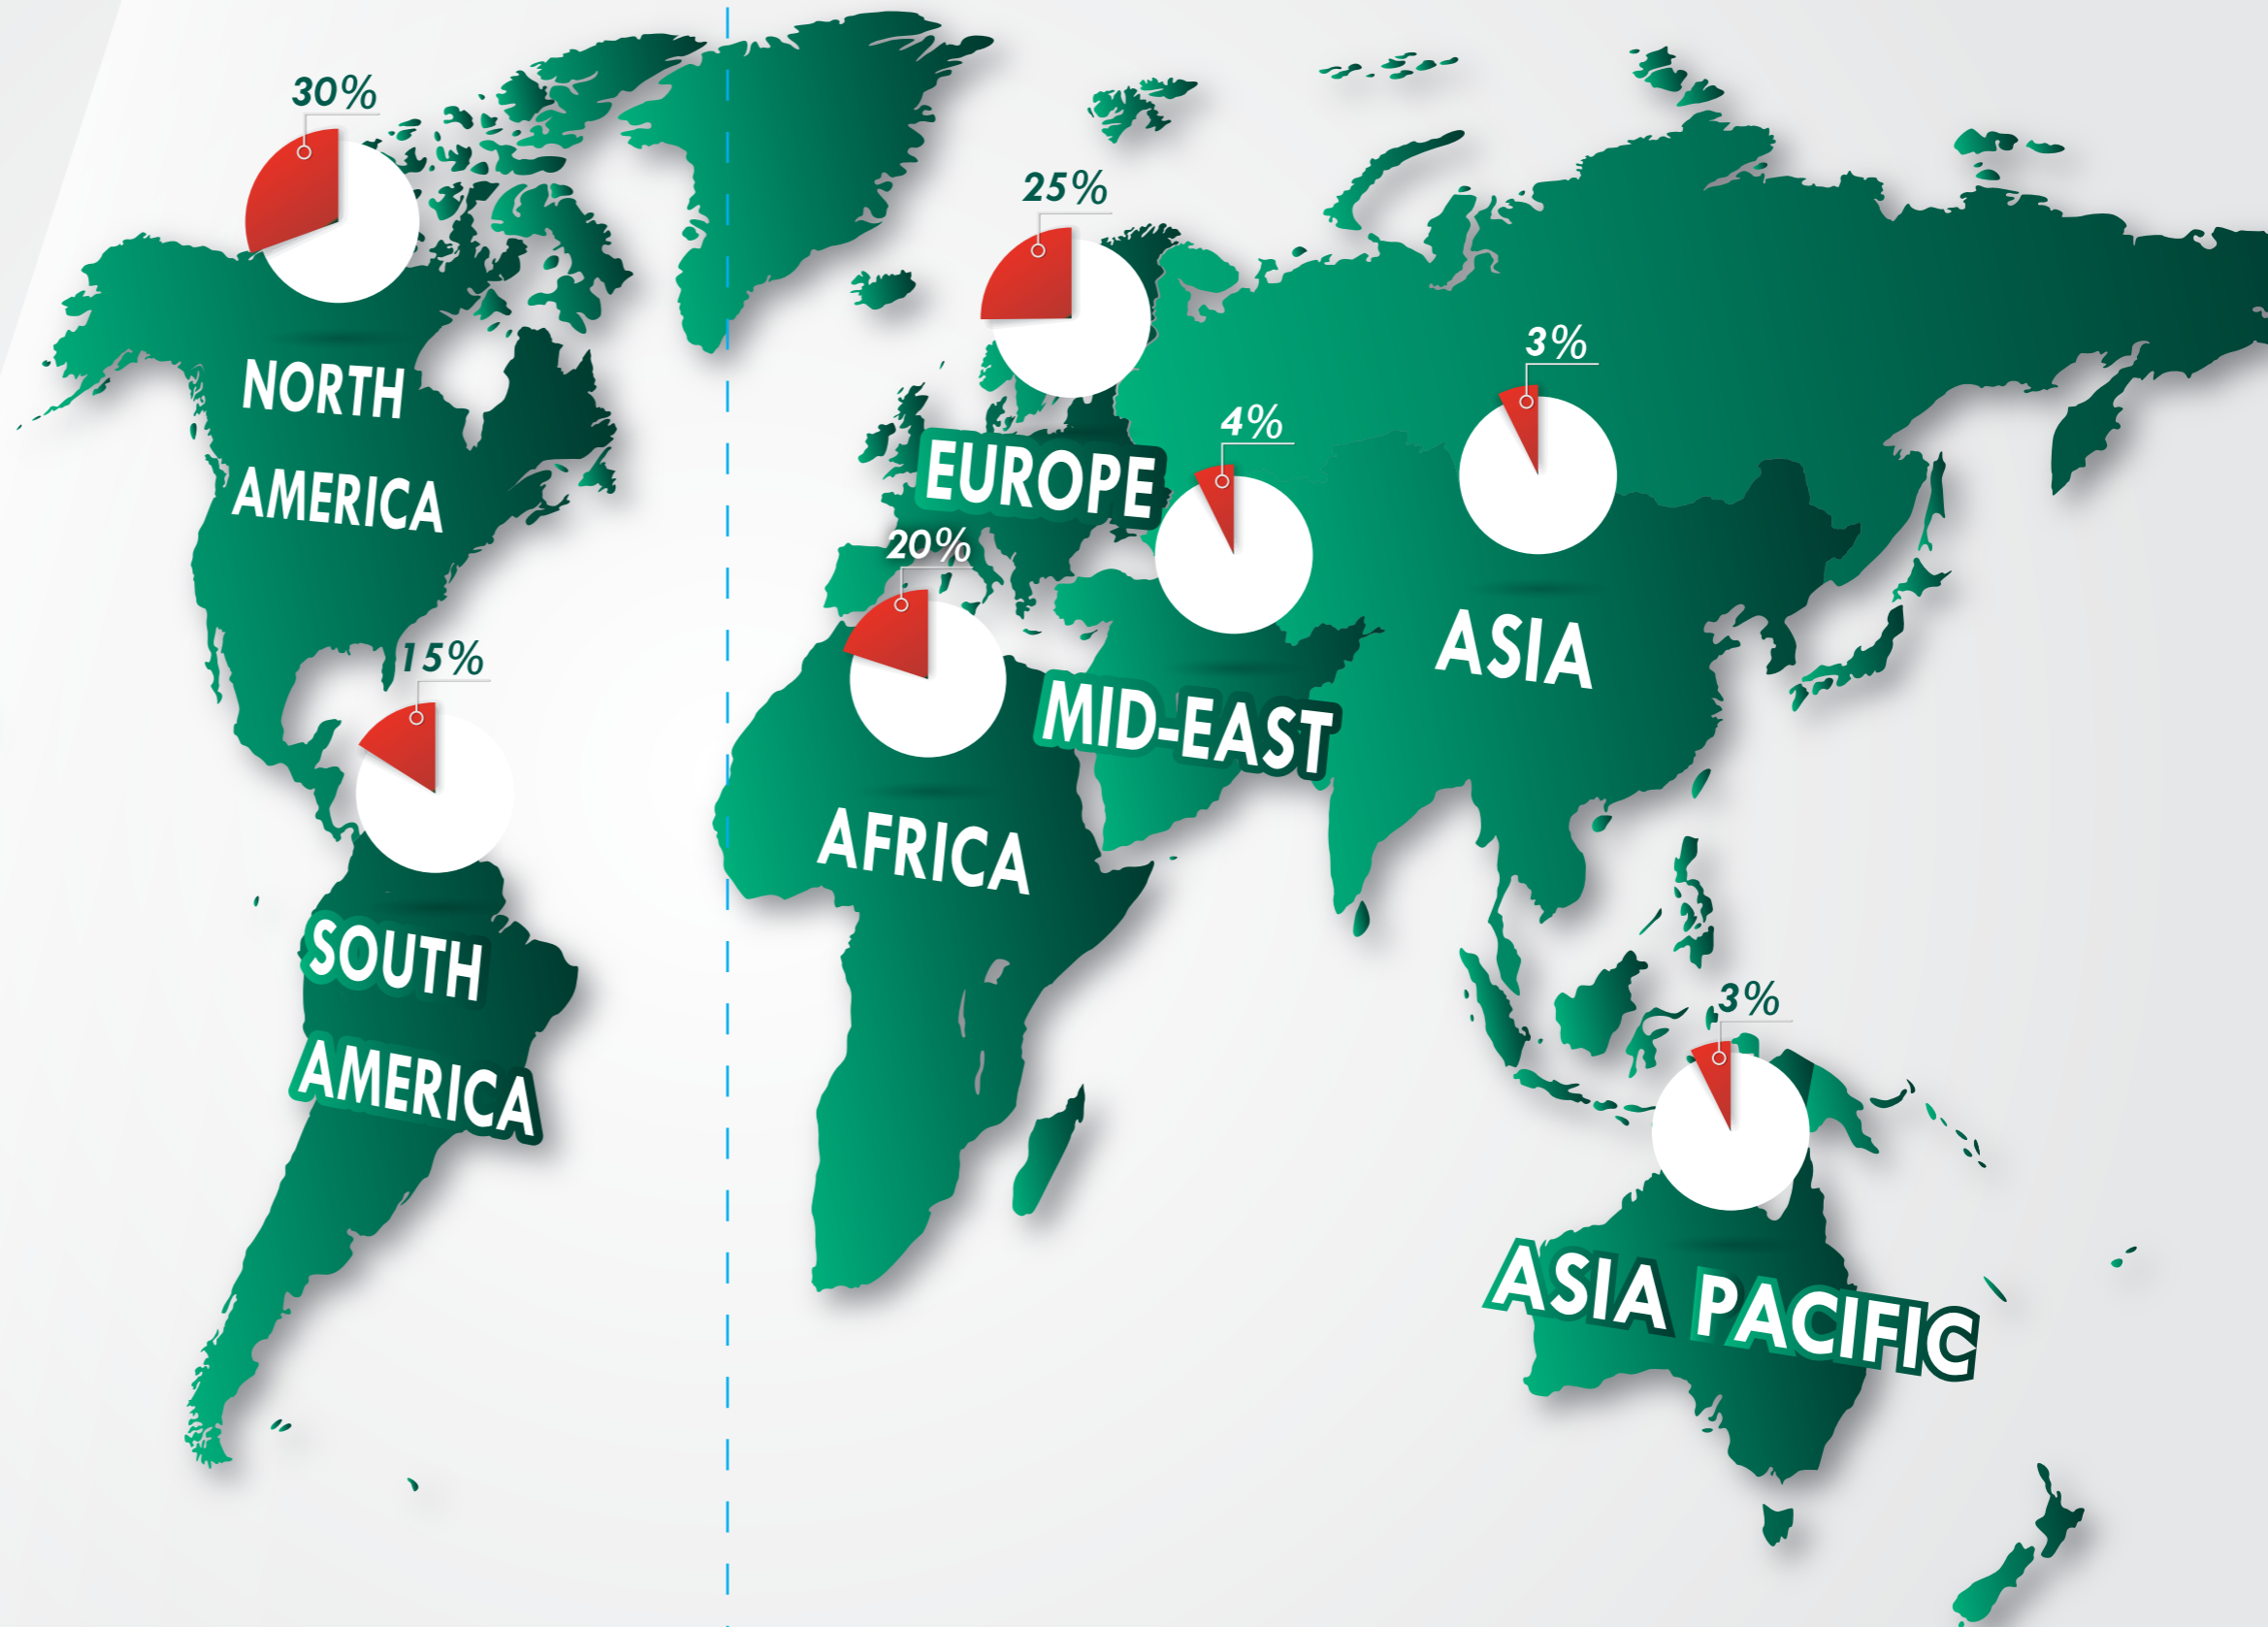 30%
NORTH
AMERICA
25%
EUROPE
3%
ASIA
4%
MID-EAST
20%
AFRICA
15%
SOUTH
AMERICA
3%
ASIA PACIFIC